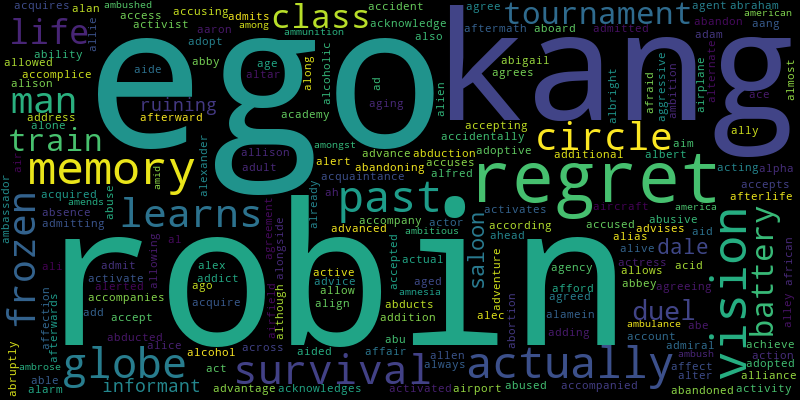 acquires alan ambushed accusing admits access activist among class accident acknowledge ammunition also agree tournament aftermath aboard agent abraham admitted abandon american
life allie aaron adopt along alcoholic adam aang
ego kang
ability allowed accomplice alison address alone
man aide abby age altar ad alien aging abigail agrees afraid aggressive ambition airplane alternate ace almost
ruining afterward academy accepting albright accidentally ally
train alexander allison adult amongst alert advance abduction accuses adoptive circle additional albert aim
memory amid abandoning acquaintance alfred regret acting alpha accepts afterlife
ambassador acquired amends absence admitting abuse learns already ah past accompany actor ambitious activates according ahead aircraft accused alias america abusive advises aid
frozen robin saloon vision battery
advanced alive dale african
air ali al allowing agreement alongside active accepted actual adventure actress acid
admit activate alex addict advice aged amnesia agency allows abbey agreeing
affection afterwards alerted accompanies ago acquire although airfield allow align abducts addition alec abortion afford agreed alamein duel ambulance abe alley
add accept abducted alice across abu adding account admiral achieve
abruptly ambrose globe alcohol aided affair allen always actually ambush affect action adopted
able alarm informant act survival advantage acknowledges activated airport abused accompanied alter abandoned alliance activity